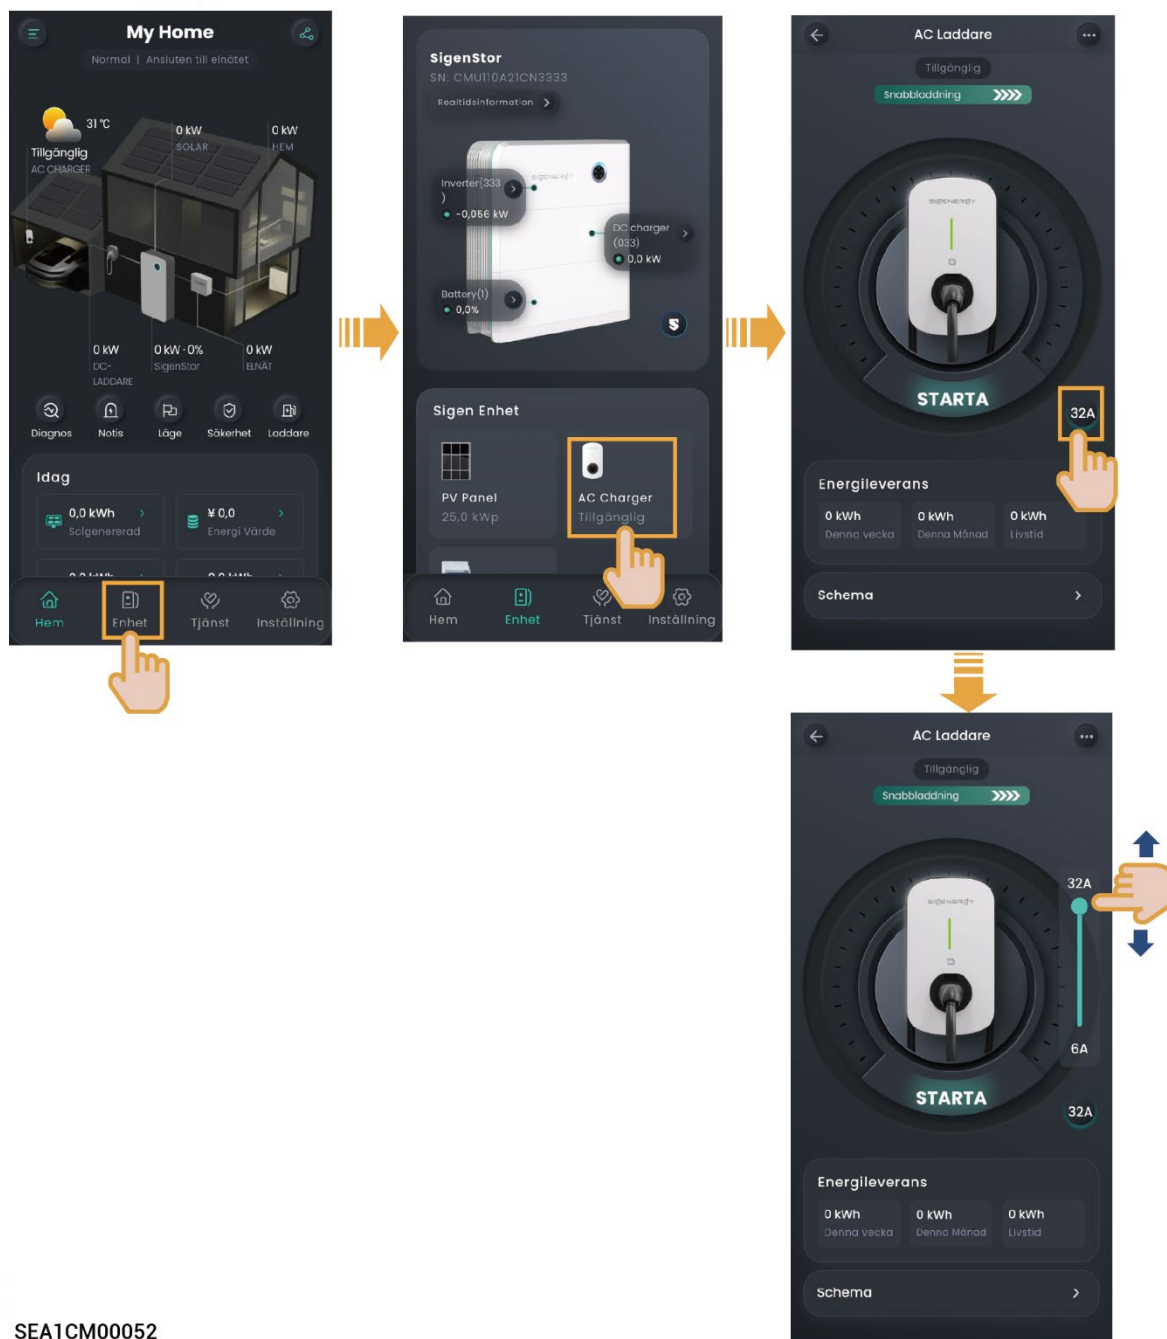 My Home
Normal | Ansluten till elnätet
31 °C
Tillgänglig
AC CHARGER
0 kW
SOLAR
0 kW
HEM
0 kW
DC-
LADDARE
0 kW · 0%
SigenStor
0 kW
ELNÄT
Diagnos
Notis
Läge
Säkerhet
Laddare
Idag
0,0 kWh
Solgenererad
¥ 0,0
Energi Värde
Hem
Enhet
Tjänst
Inställning
SigenStor
SN: CMU110A21CN3333
Realtidsinformation
SIGENERGY
Inverter(333
)
-0,056 kW
DC charger
(033)
0,0 kW
Battery(1)
0,0%
Sigen Enhet
PV Panel
25,0 kWp
AC Charger
Tillgänglig
Hem
Enhet
Tjänst
Inställning
AC Laddare
Tillgänglig
Snabbladdning
SIGENERGY
STARTA
32A
Energileverans
0 kWh
Denna vecka
0 kWh
Denna Månad
0 kWh
Livstid
Schema
AC Laddare
Tillgänglig
Snabbladdning
SIGENERGY
32A
6A
STARTA
32A
Energileverans
0 kWh
Denna vecka
0 kWh
Denna Månad
0 kWh
Livstid
Schema
SEA1CM00052